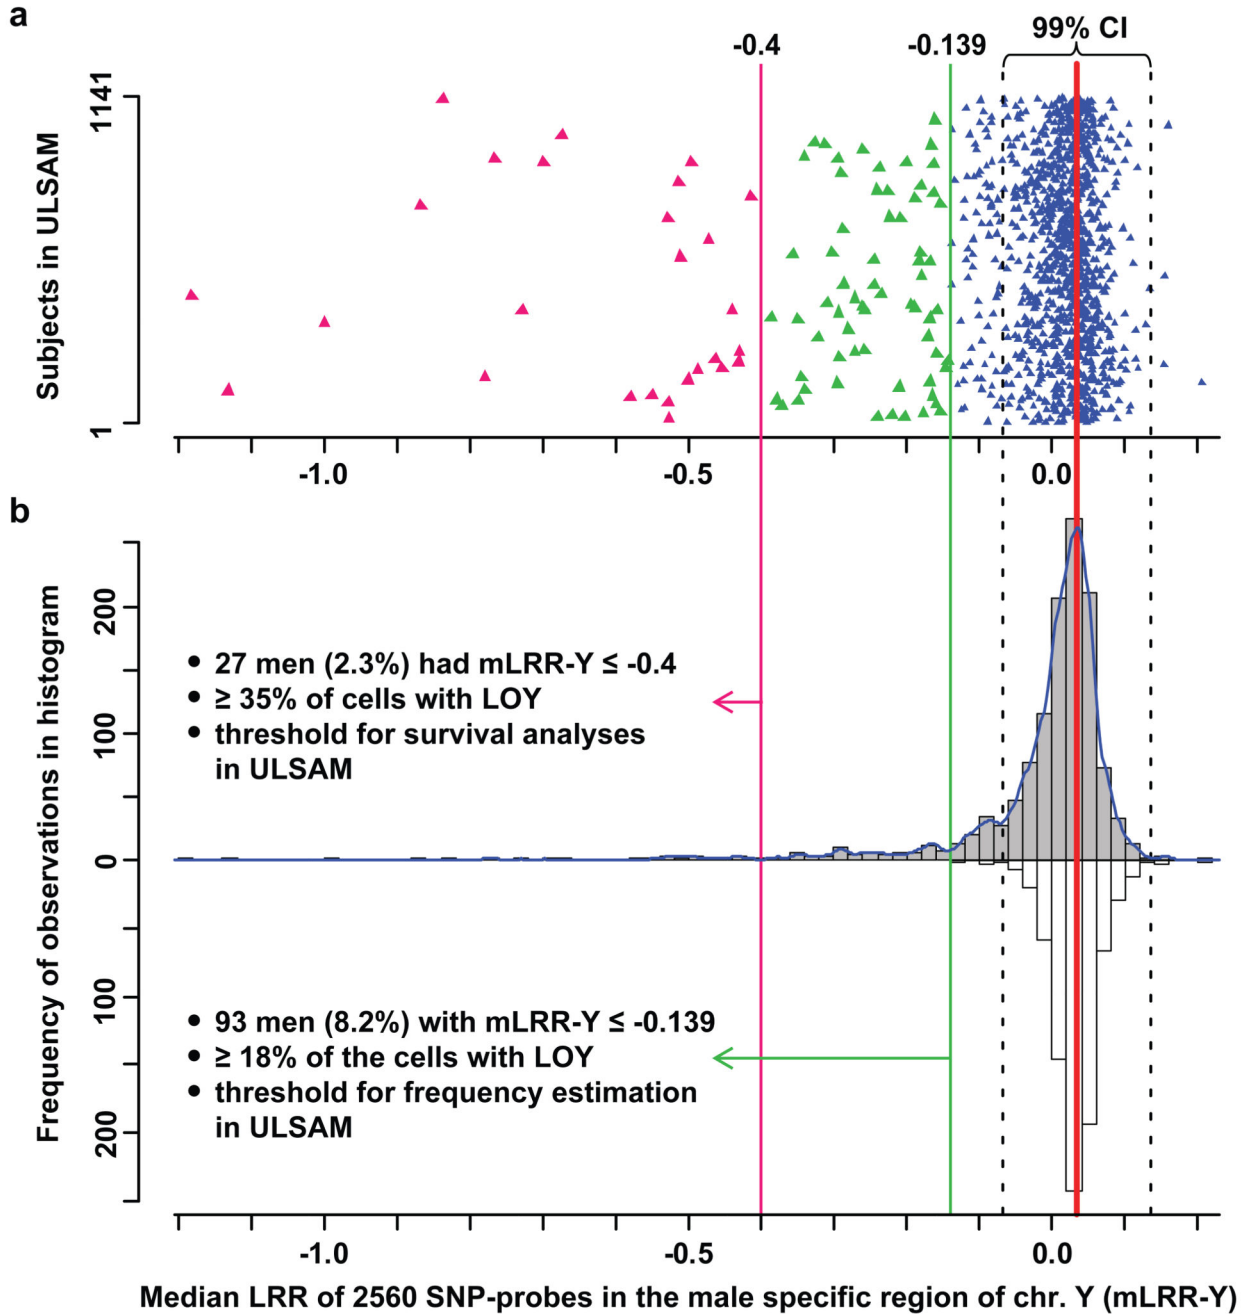 a
99% CI
-0.4
-0.139
1141
Subjects in ULSAM
1
-1.0
-0.5
0.0
b
Frequency of observations in histogram
200
100
0
0
100
200
• 27 men (2.3%) had mLRR-Y ≤ -0.4
• ≥ 35% of cells with LOY
• threshold for survival analyses
in ULSAM
• 93 men (8.2%) with mLRR-Y ≤ -0.139
• ≥ 18% of the cells with LOY
• threshold for frequency estimation
in ULSAM
-1.0
-0.5
0.0
Median LRR of 2560 SNP-probes in the male specific region of chr. Y (mLRR-Y)